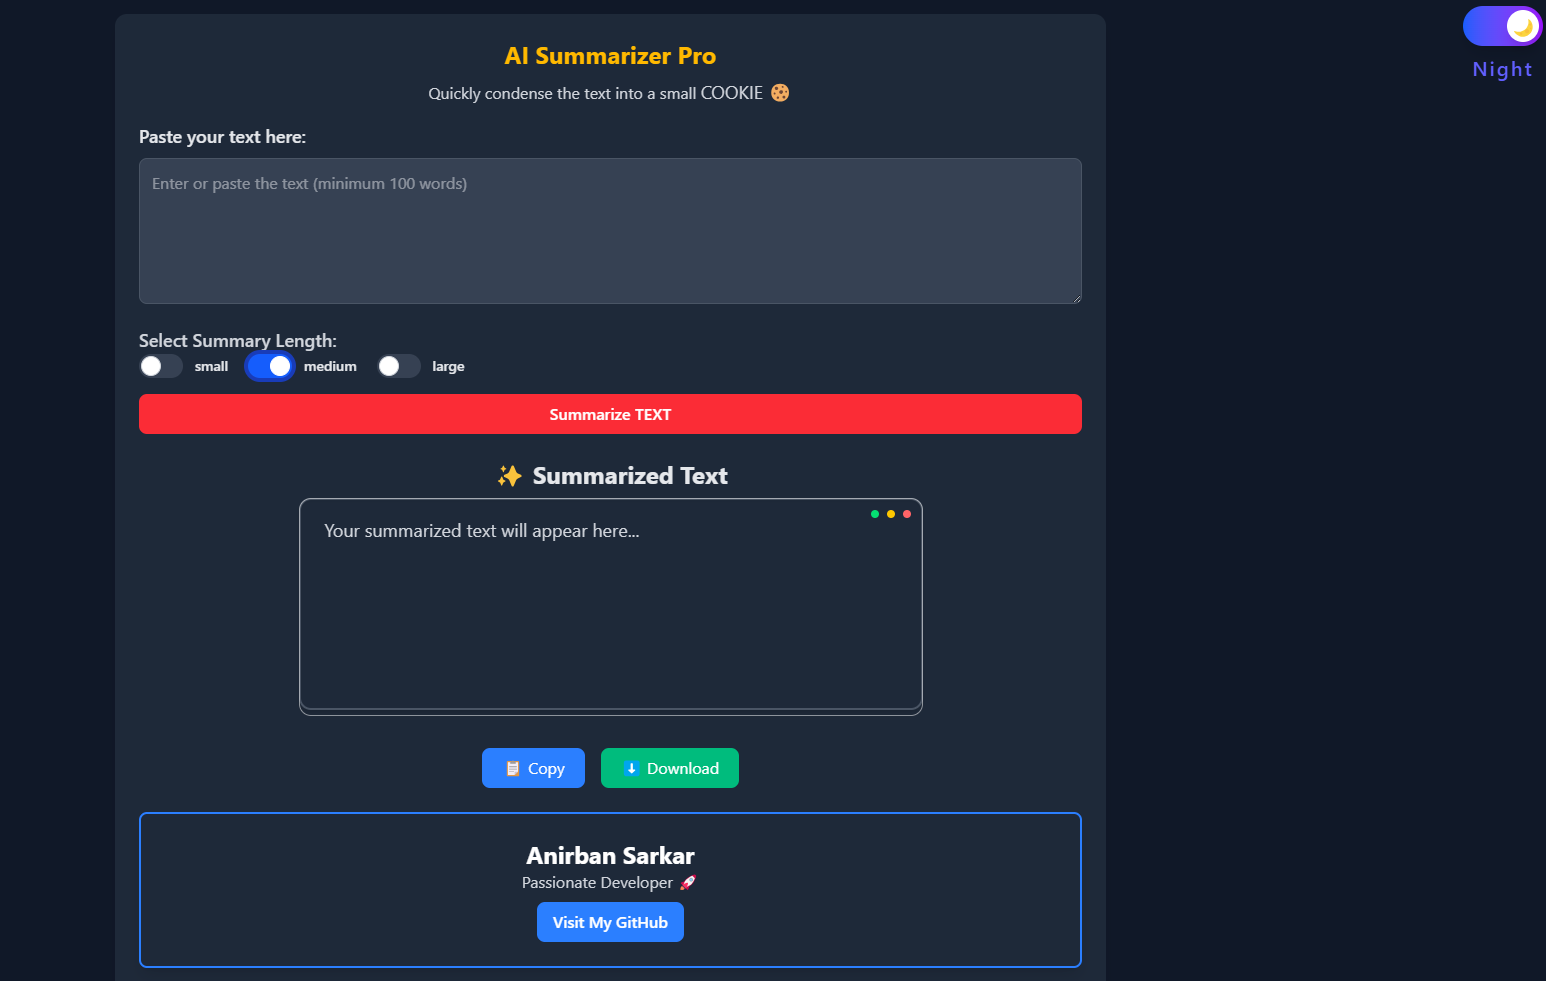 AI Summarizer Pro
Night
Quickly condense the text into a small COOKIE 🍪
Paste your text here:
Enter or paste the text (minimum 100 words)
Select Summary Length:
small medium large
Summarize TEXT
✨ Summarized Text
Your summarized text will appear here...
📋 Copy ⬇️ Download
Anirban Sarkar
Passionate Developer 🚀
Visit My GitHub